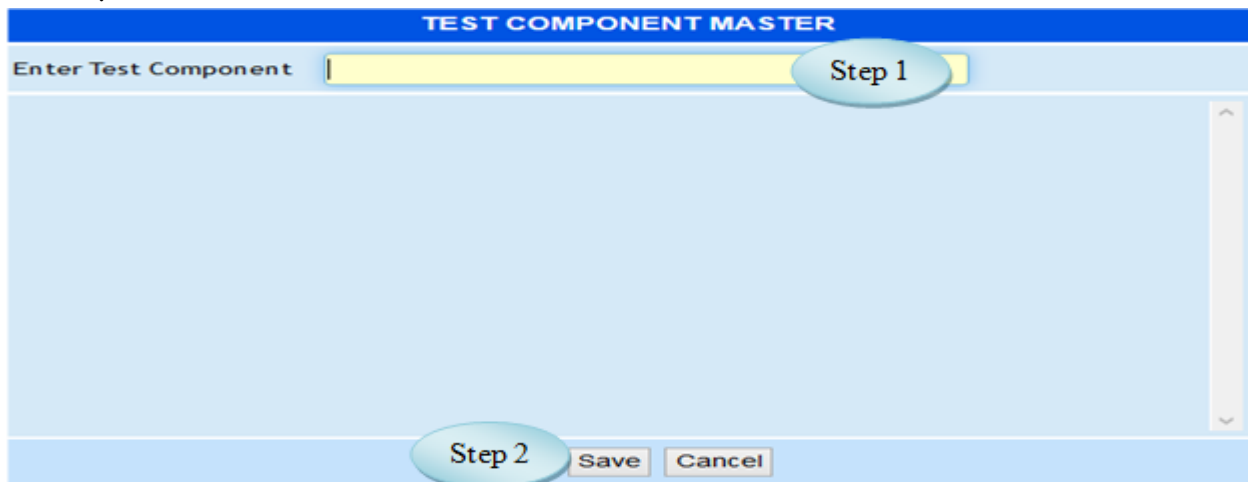 TEST COMPONENT MASTER
Enter Test Component
Step 1
Step 2
Save Cancel